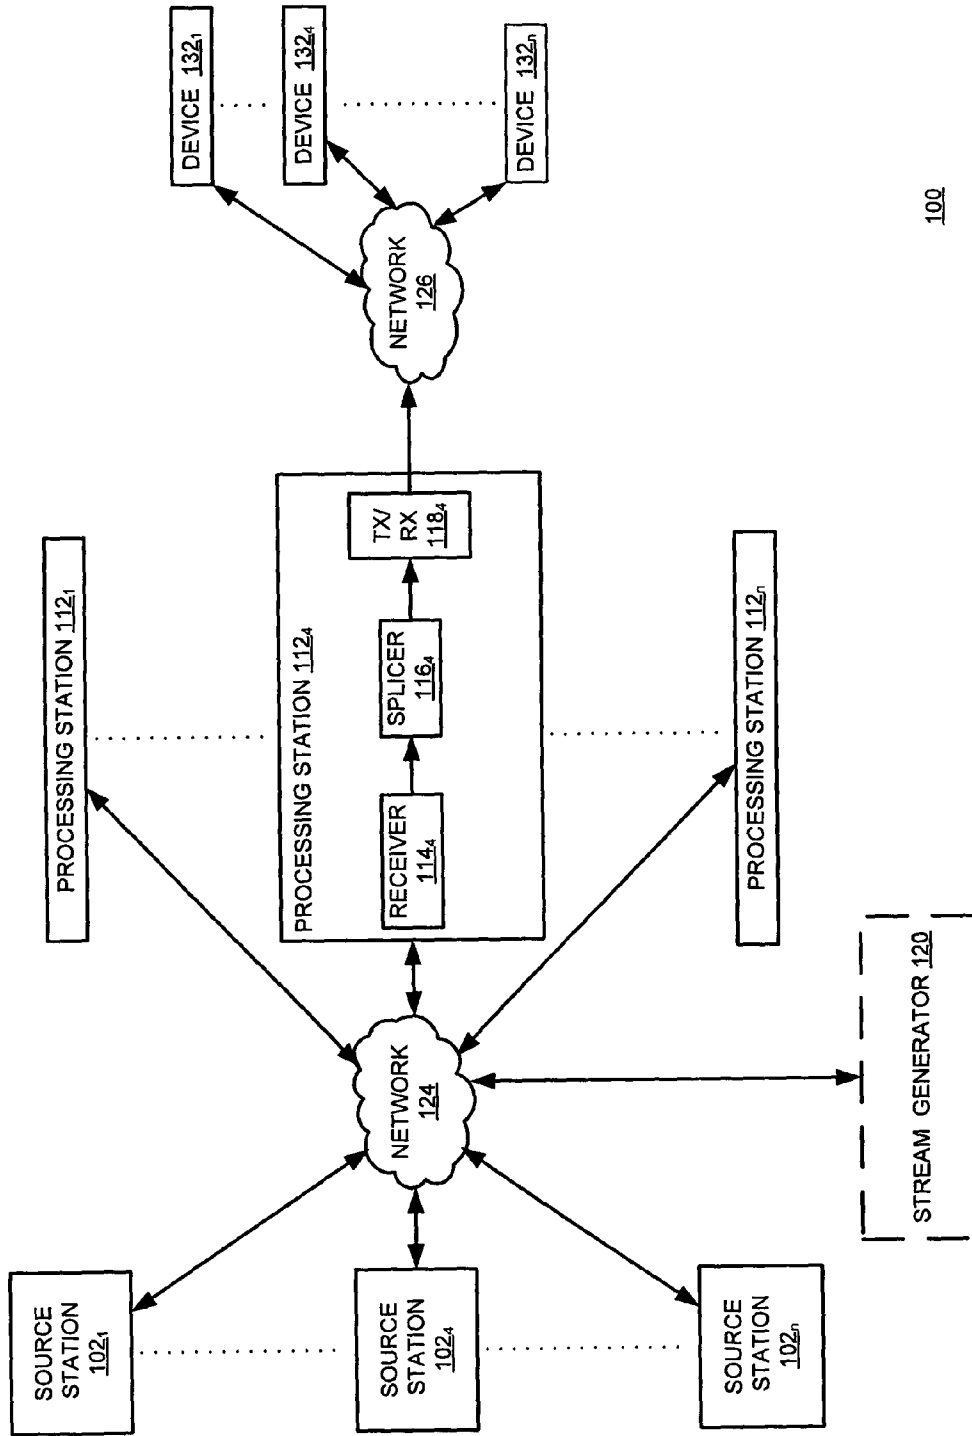 SOURCE
STATION
102₁
SOURCE
STATION
102₄
SOURCE
STATION
102ₙ
NETWORK
124
STREAM GENERATOR 120
PROCESSING STATION 112₁
PROCESSING STATION 112₄
RECEIVER
114₄
SPLICER
116₄
TX/
RX
118₄
PROCESSING STATION 112ₙ
NETWORK
126
DEVICE 132₁
DEVICE 132₄
DEVICE 132ₙ
100